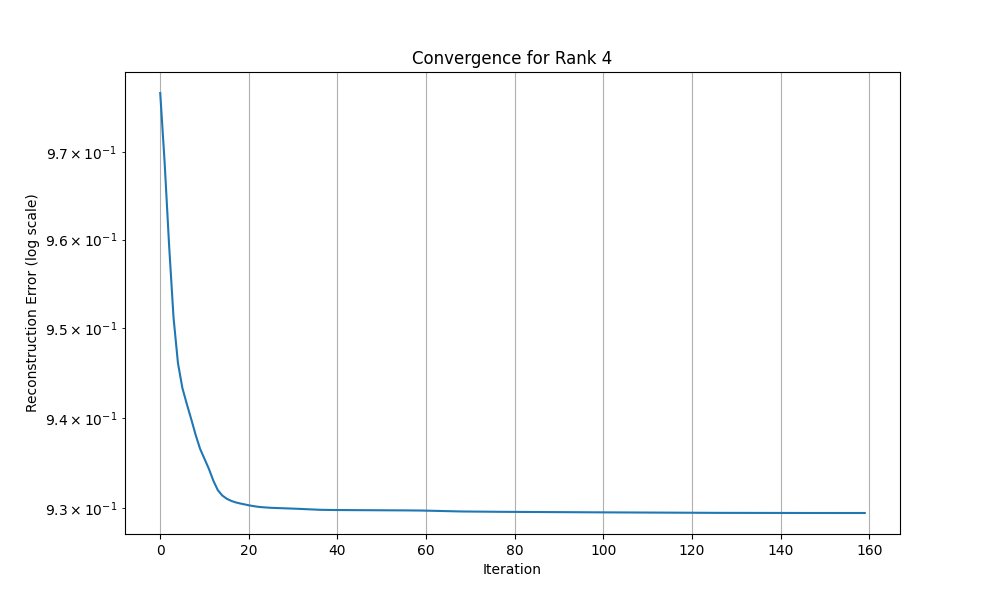 Convergence for Rank 4
Reconstruction Error (log scale)
9.7 × 10⁻¹
9.6 × 10⁻¹
9.5 × 10⁻¹
9.4 × 10⁻¹
9.3 × 10⁻¹
0 20 40 60 80 100 120 140 160
Iteration